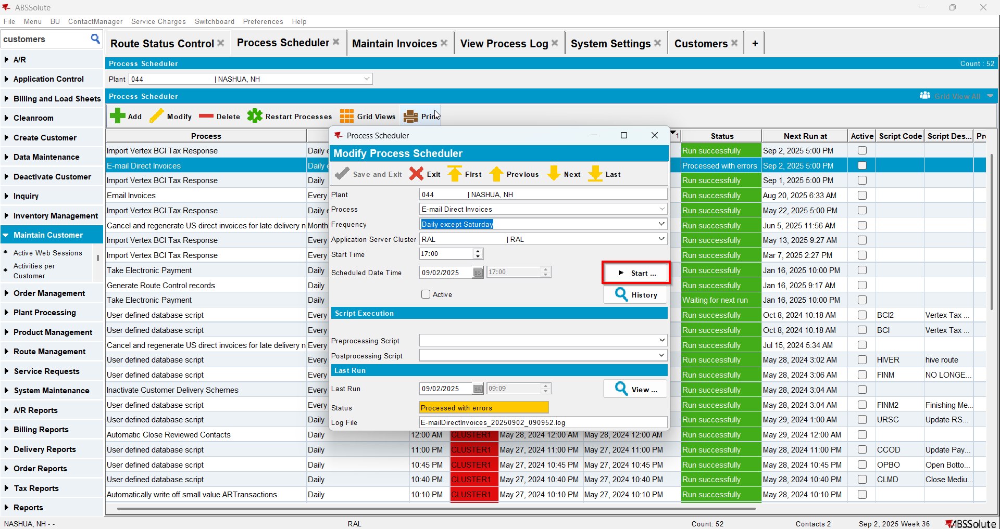 ABSSolute
File Menu BU ContactManager Service Charges Switchboard Preferences Help
customers
Route Status Control Process Scheduler Maintain Invoices View Process Log System Settings Customers +
Process Scheduler Count : 52
Plant 044 | NASHUA, NH
Process Scheduler Grid View All
Add Modify Delete Restart Processes Grid Views Print
A/R
Application Control
Billing and Load Sheets
Cleanroom
Create Customer
Data Maintenance
Deactivate Customer
Inquiry
Inventory Management
Maintain Customer
Active Web Sessions
Activities per
Customer
Order Management
Plant Processing
Product Management
Route Management
Service Requests
System Maintenance
A/R Reports
Billing Reports
Delivery Reports
Order Reports
Tax Reports
Reports
Process 1 Status Next Run at Active Script Code Script Des...
Import Vertex BCI Tax Response Daily Run successfully Sep 2, 2025 5:00 PM
E-mail Direct Invoices Daily Processed with errors Sep 2, 2025 5:00 PM
Import Vertex BCI Tax Response Daily Run successfully Sep 1, 2025 5:00 PM
Email Invoices Every Run successfully Aug 20, 2025 6:33 AM
Import Vertex BCI Tax Response Daily Run successfully May 22, 2025 5:00 PM
Cancel and regenerate US direct invoices for late delivery n Month Run successfully Jun 5, 2025 11:56 AM
Import Vertex BCI Tax Response Every Run successfully May 13, 2025 9:27 AM
Import Vertex BCI Tax Response Every Run successfully Mar 7, 2025 2:27 PM
Take Electronic Payment Daily Run successfully Jan 16, 2025 10:00 PM
Generate Route Control records Daily Run successfully Jan 16, 2025 9:17 AM
Take Electronic Payment Daily Waiting for next run Jan 16, 2025 10:00 PM
User defined database script Every Run successfully Oct 8, 2024 10:18 AM BCI2 Vertex Tax ...
User defined database script Every Run successfully Oct 8, 2024 10:18 AM BCI Vertex Tax ...
Cancel and regenerate US direct invoices for late delivery n Every Run successfully Jul 15, 2024 5:34 AM
User defined database script Every Run successfully May 28, 2024 3:02 AM HIVER hive route
User defined database script Every Run successfully May 28, 2024 3:06 AM FINM NO LONGE...
Inactivate Customer Delivery Schemes Every Run successfully May 28, 2024 3:04 AM
User defined database script Every Run successfully May 28, 2024 3:04 AM FINM2 Finishing Me...
User defined database script Daily Run successfully May 29, 2024 1:00 AM URSC Update RS...
Automatic Close Reviewed Contacts Daily 12:00 AM CLUSTER1 May 28, 2024 12:00 AM May 28, 2024 12:00 AM Run successfully May 29, 2024 12:00 AM
User defined database script Daily 11:00 PM CLUSTER1 May 27, 2024 11:00 PM May 27, 2024 11:00 PM Run successfully May 28, 2024 11:00 PM CCOD Update Pay...
User defined database script Daily 10:45 PM CLUSTER1 May 27, 2024 10:45 PM May 27, 2024 10:45 PM Run successfully May 28, 2024 10:45 PM OPBO Open Botto...
User defined database script Daily 10:40 PM CLUSTER1 May 27, 2024 10:40 PM May 27, 2024 10:40 PM Run successfully May 28, 2024 10:40 PM CLMD Close Mediu...
Automatically write off small value ARTransactions Daily 10:10 PM CLUSTER1 May 27, 2024 10:10 PM May 27, 2024 10:10 PM Run successfully May 28, 2024 10:10 PM
Process Scheduler
Modify Process Scheduler
Save and Exit Exit First Previous Next Last
Plant 044 | NASHUA, NH
Process E-mail Direct Invoices
Frequency Daily except Saturday
Application Server Cluster RAL | RAL
Start Time 17:00
Scheduled Date Time 09/02/2025 16 17:00 Start ...
Active History
Script Execution
Preprocessing Script
Postprocessing Script
Last Run
Last Run 09/02/2025 16 09:09 View ...
Status Processed with errors
Log File E-mailDirectInvoices_20250902_090952.log
NASHUA, NH - - RAL Count: 52 Contacts 2 Sep 2, 2025 Week 36 ABSSolute